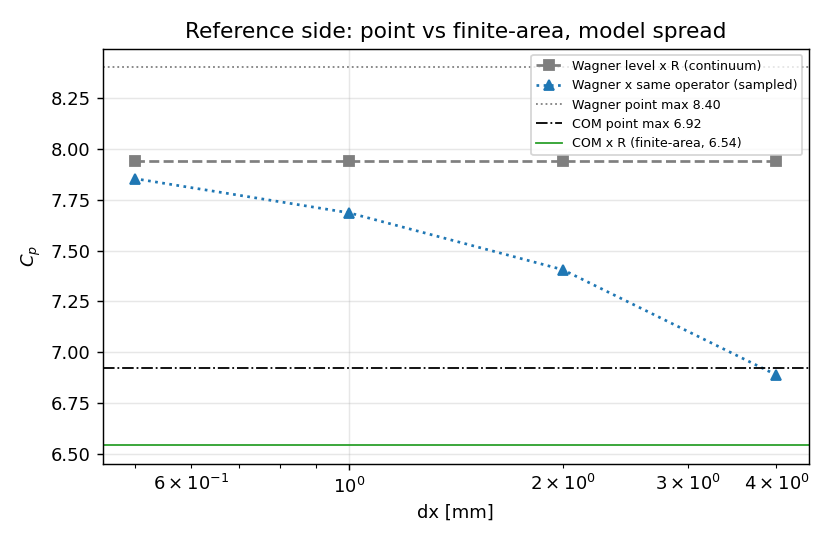 Reference side: point vs finite-area, model spread
Wagner level x R (continuum)
Wagner x same operator (sampled)
Wagner point max 8.40
COM point max 6.92
COM x R (finite-area, 6.54)
8.25
8.00
7.75
7.50
7.25
7.00
6.75
6.50
Cₚ
6 × 10⁻¹
10⁰
2 × 10⁰
3 × 10⁰
4 × 10⁰
dx [mm]